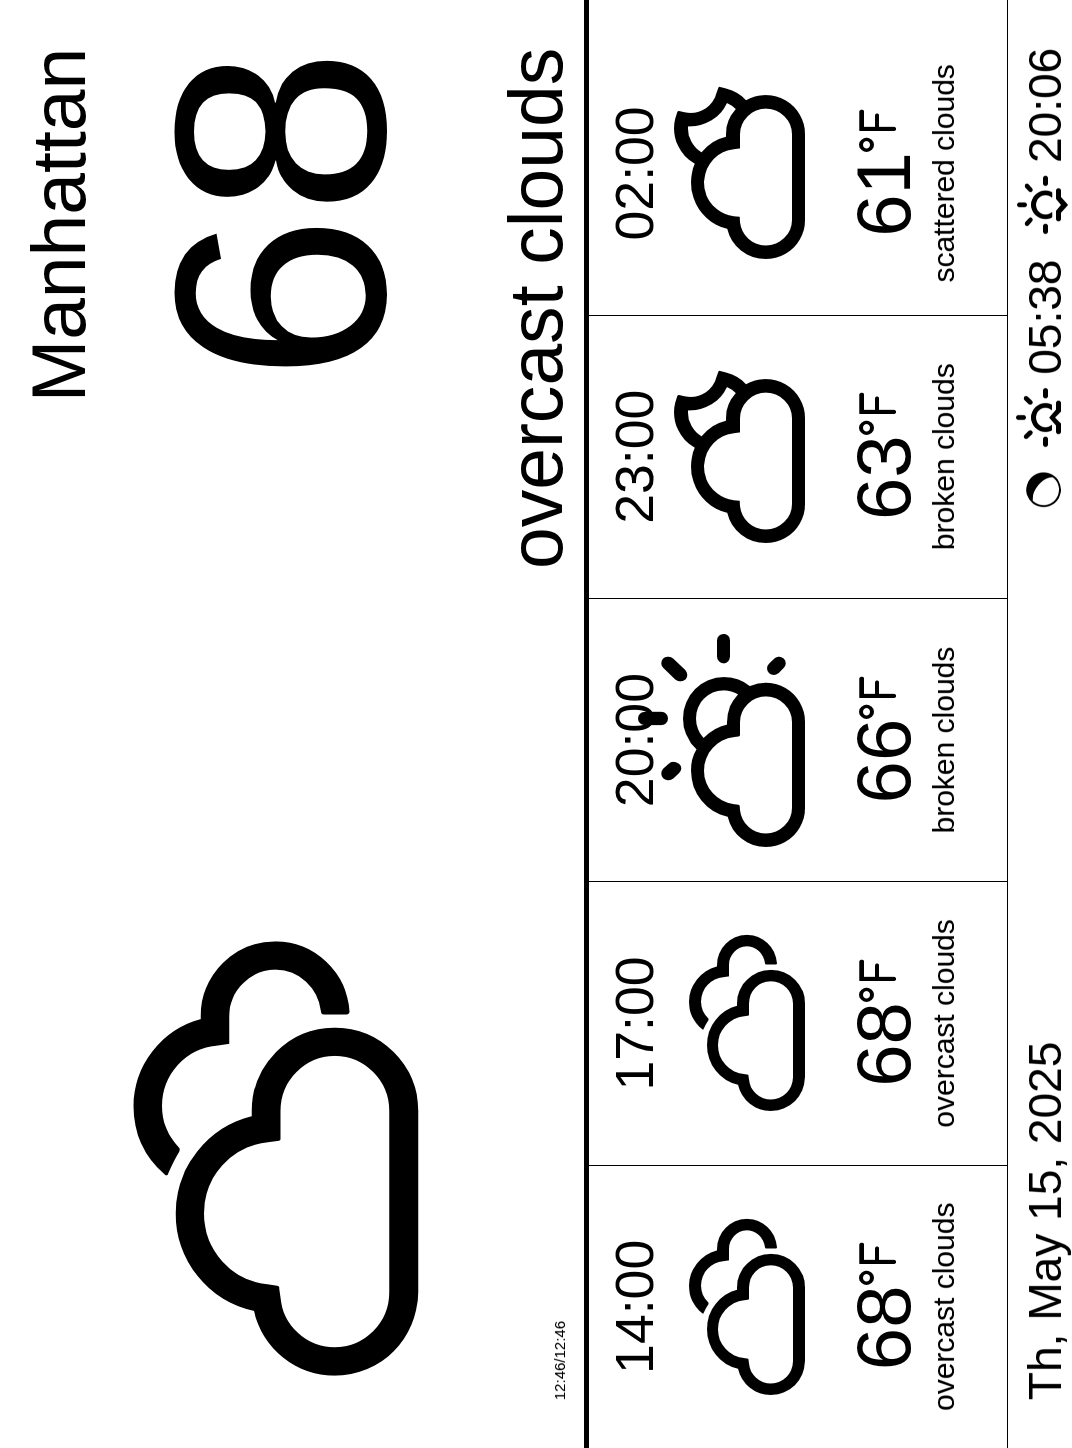 Manhattan
68
overcast clouds
12:46/12:46
14:00
68°F
overcast clouds
17:00
68°F
overcast clouds
20:00
66°F
broken clouds
23:00
63°F
broken clouds
02:00
61°F
scattered clouds
Th, May 15, 2025
05:38 20:06